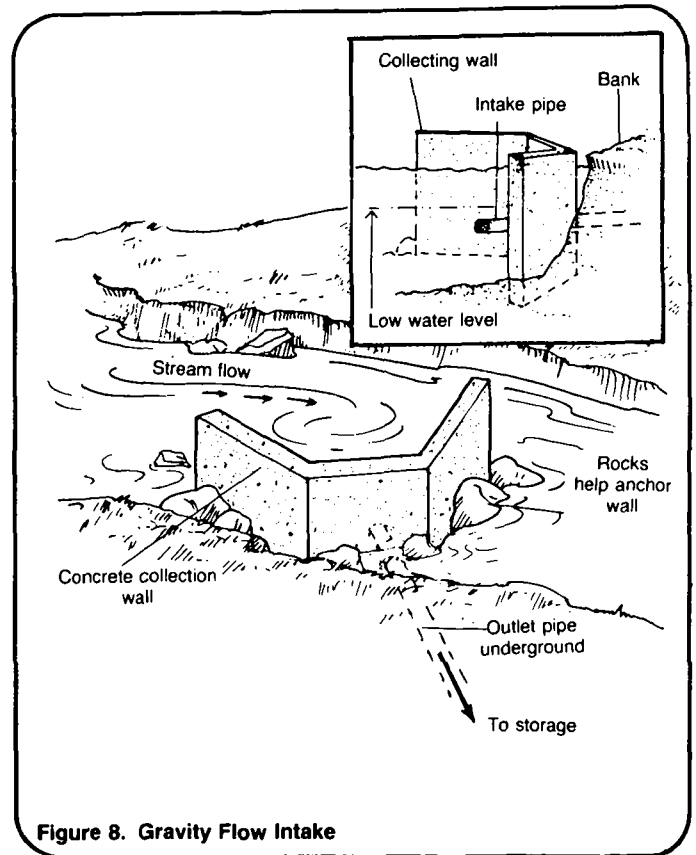 Collecting wall
Bank
Intake pipe
Low water level
Stream flow
Rocks
help anchor
wall
Concrete collection
wall
Outlet pipe
underground
To storage
Figure 8. Gravity Flow Intake